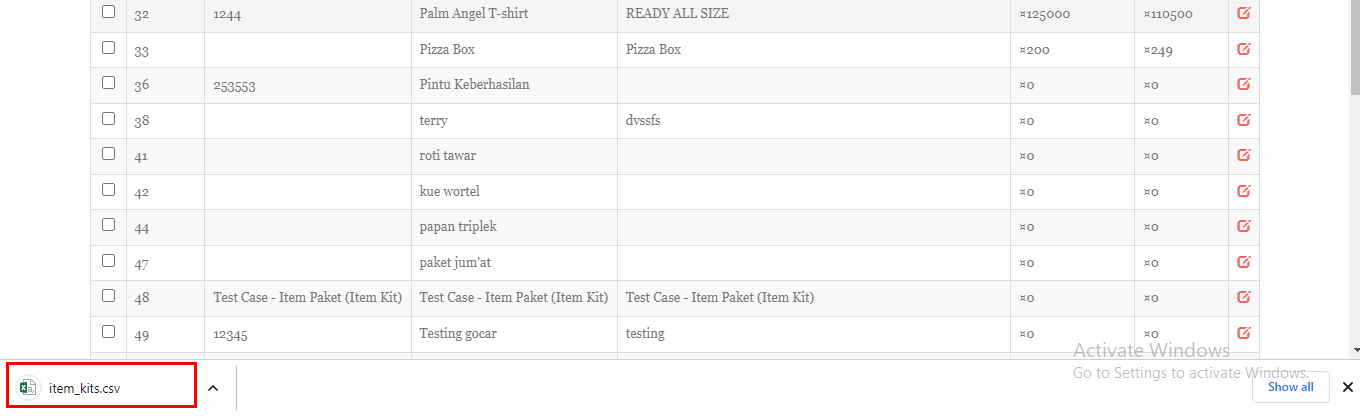 32 1244 Palm Angel T-shirt READY ALL SIZE ¤125000 ¤110500
33 Pizza Box Pizza Box ¤200 ¤249
36 253553 Pintu Keberhasilan ¤0 ¤0
38 terry dvssfs ¤0 ¤0
41 roti tawar ¤0 ¤0
42 kue wortel ¤0 ¤0
44 papan triplek ¤0 ¤0
47 paket jum'at ¤0 ¤0
48 Test Case - Item Paket (Item Kit) Test Case - Item Paket (Item Kit) Test Case - Item Paket (Item Kit) ¤0 ¤0
49 12345 Testing gocar testing ¤0 ¤0
Activate Windows
Go to Settings to activate Windows.
item_kits.csv Show all